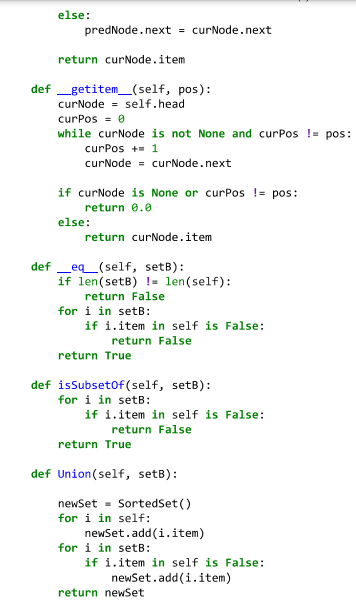 else:
predNode.next = curNode.next
return curNode.item
def __getitem__(self, pos):
curNode = self.head
curPos = 0
while curNode is not None and curPos != pos:
curPos += 1
curNode = curNode.next
if curNode is None or curPos != pos:
return 0.0
else:
return curNode.item
def __eq__(self, setB):
if len(setB) != len(self):
return False
for i in setB:
if i.item in self is False:
return False
return True
def isSubsetOf(self, setB):
for i in setB:
if i.item in self is False:
return False
return True
def Union(self, setB):
newSet = SortedSet()
for i in self:
newSet.add(i.item)
for i in setB:
if i.item in self is False:
newSet.add(i.item)
return newSet